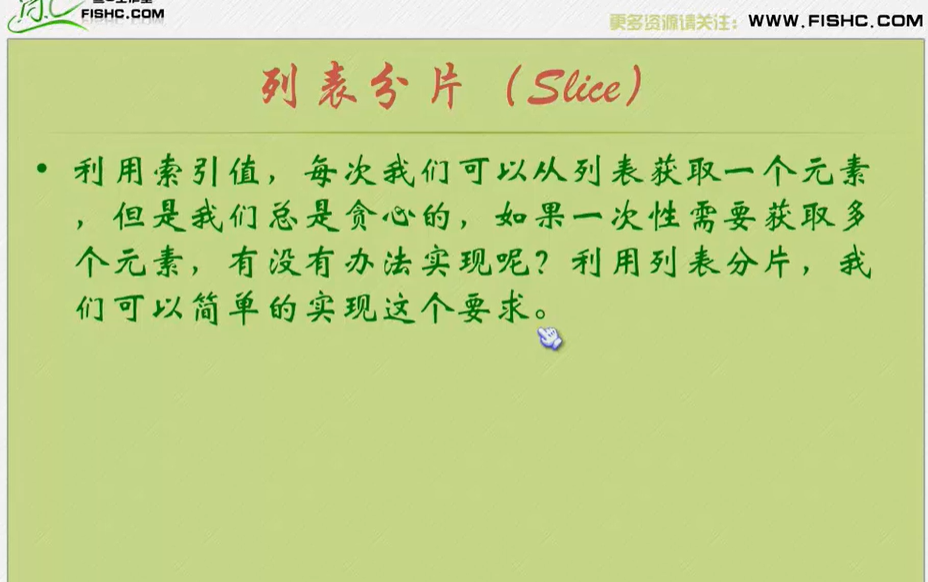 FISHC.COM
更多资源请关注：WWW.FISHC.COM
列表分片（Slice）
• 利用索引值，每次我们可以从列表获取一个元素
，但是我们总是贪心的，如果一次性需要获取多
个元素，有没有办法实现呢？利用列表分片，我
们可以简单的实现这个要求。